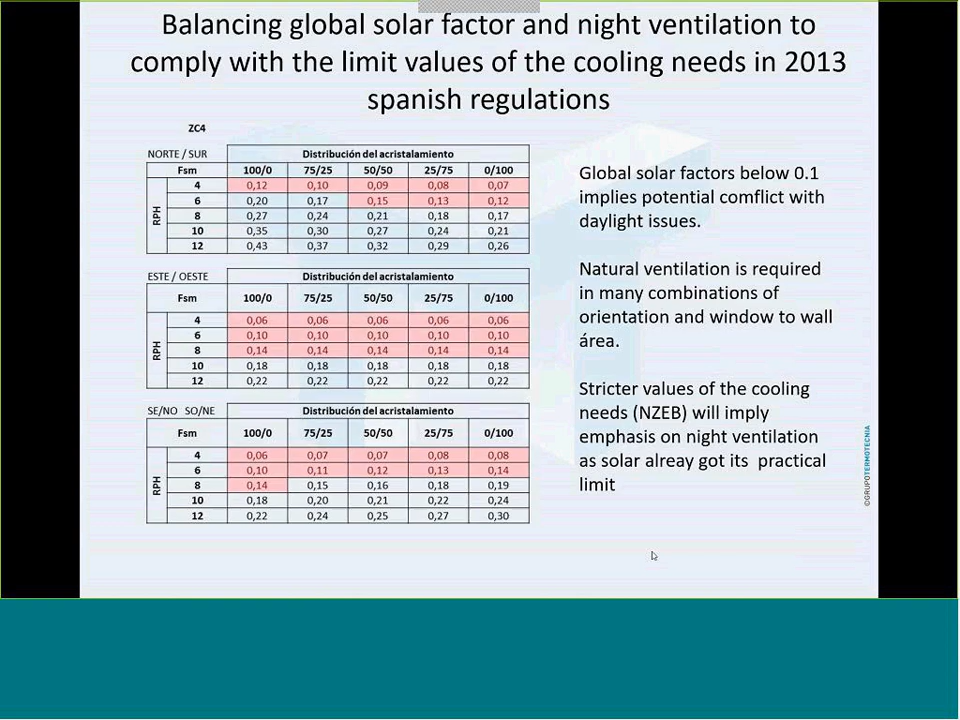 Balancing global solar factor and night ventilation to
comply with the limit values of the cooling needs in 2013
spanish regulations
ZC4
NORTE / SUR Distribución del acristalamiento
Fsm 100/0 75/25 50/50 25/75 0/100
RPH
4 0,12 0,10 0,09 0,08 0,07
6 0,20 0,17 0,15 0,13 0,12
8 0,27 0,24 0,21 0,18 0,17
10 0,35 0,30 0,27 0,24 0,21
12 0,43 0,37 0,32 0,29 0,26
ESTE / OESTE Distribución del acristalamiento
Fsm 100/0 75/25 50/50 25/75 0/100
RPH
4 0,06 0,06 0,06 0,06 0,06
6 0,10 0,10 0,10 0,10 0,10
8 0,14 0,14 0,14 0,14 0,14
10 0,18 0,18 0,18 0,18 0,18
12 0,22 0,22 0,22 0,22 0,22
SE/NO SO/NE Distribución del acristalamiento
Fsm 100/0 75/25 50/50 25/75 0/100
RPH
4 0,06 0,07 0,07 0,08 0,08
6 0,10 0,11 0,12 0,13 0,14
8 0,14 0,15 0,16 0,18 0,19
10 0,18 0,20 0,21 0,22 0,24
12 0,22 0,24 0,25 0,27 0,30
Global solar factors below 0.1
implies potential comflict with
daylight issues.
Natural ventilation is required
in many combinations of
orientation and window to wall
área.
Stricter values of the cooling
needs (NZEB) will imply
emphasis on night ventilation
as solar alreay got its practical
limit
©GRUPOTERMOTECNIA